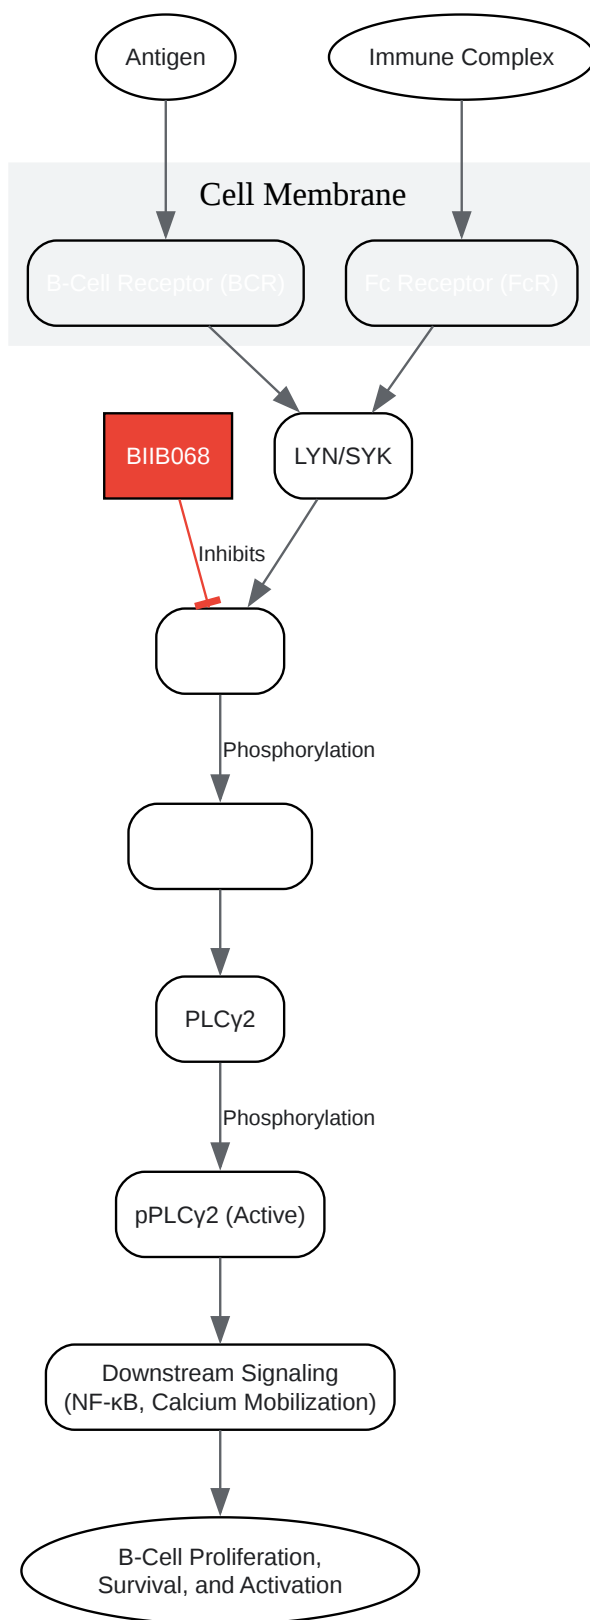 Antigen
Immune Complex
Cell Membrane
B-Cell Receptor (BCR)
Fc Receptor (FcR)
BIIB068
LYN/SYK
Inhibits
Phosphorylation
PLCγ2
Phosphorylation
pPLCγ2 (Active)
Downstream Signaling
(NF-κB, Calcium Mobilization)
B-Cell Proliferation,
Survival, and Activation